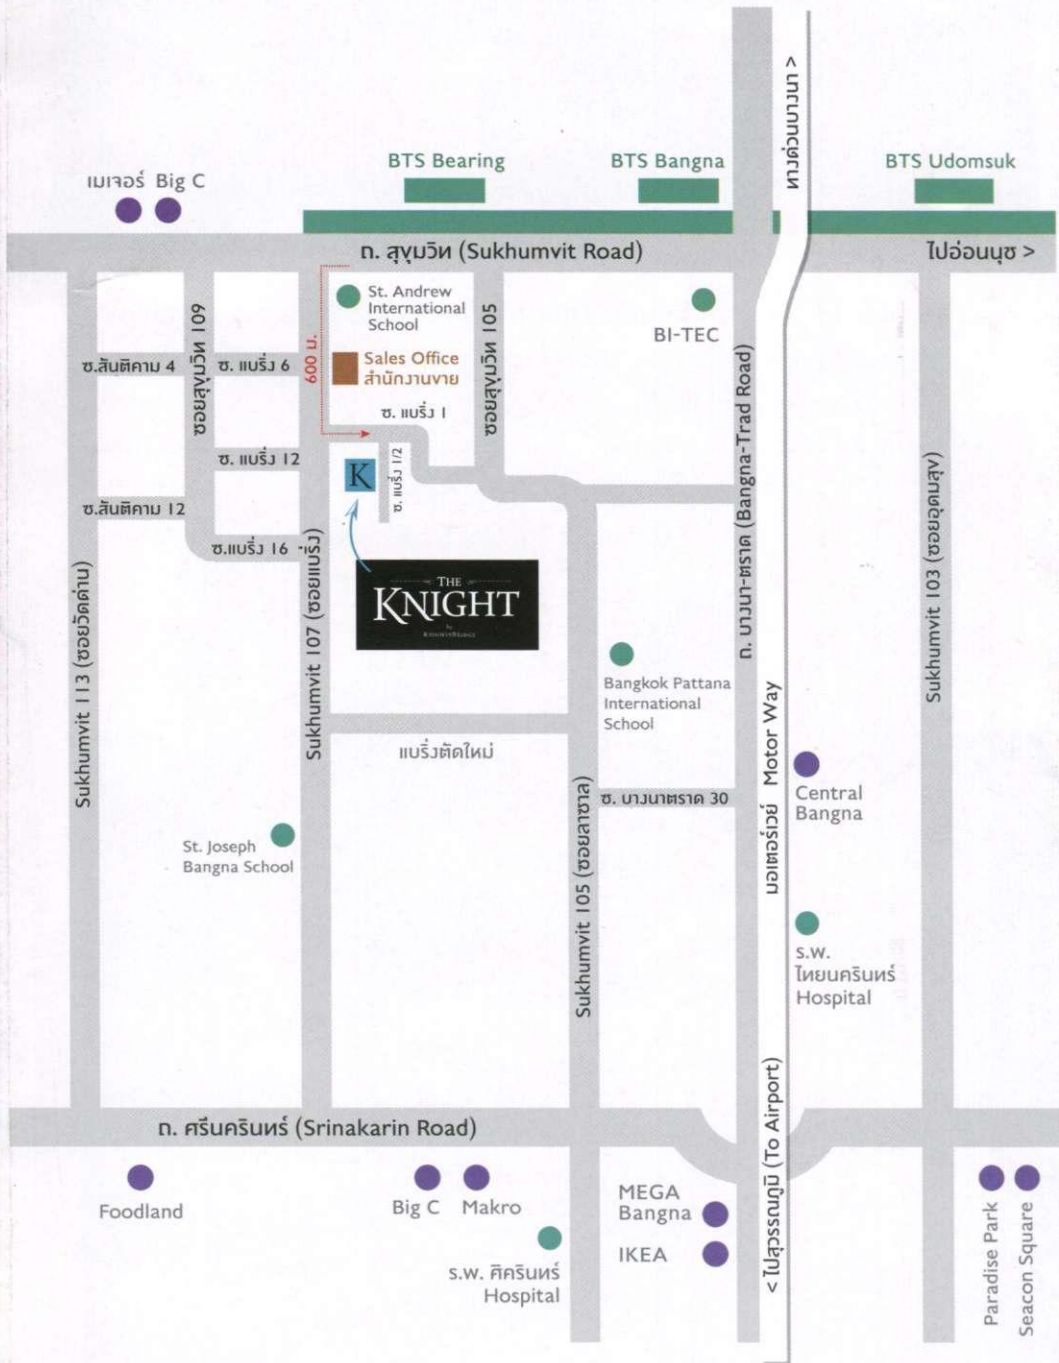 ทางด่วนบางนา >
BTS Bearing
BTS Bangna
BTS Udomsuk
เมเจอร์ Big C
ถ. สุขุมวิท (Sukhumvit Road)
ไปอ่อนนุช >
St. Andrew
International
School
BI-TEC
ซอยสุขุมวิท 109
600 ม.
ซอยสุขุมวิท 105
ซ.สันติคาม 4
ซ. แบริ่ง 6
Sales Office
สำนักงานขาย
ซ. แบริ่ง 1
ซ. แบริ่ง 1/2
K
ซ. แบริ่ง 12
ซ.สันติคาม 12
ซ.แบริ่ง 16
THE
KNIGHT
by
KNIGHTSBRIDGE
Sukhumvit 113 (ซอยวัดด่าน)
Sukhumvit 107 (ซอยแบริ่ง)
ถ. บางนา-ตราด (Bangna-Trad Road)
Sukhumvit 103 (ซอยอุดมสุข)
Bangkok Pattana
International
School
แบริ่งตัดใหม่
มอเตอร์เวย์ Motor Way
Central
Bangna
ซ. บางนาตราด 30
St. Joseph
Bangna School
Sukhumvit 105 (ซอยลาซาล)
ร.พ.
ไทยนครินทร์
Hospital
ถ. ศรีนครินทร์ (Srinakarin Road)
< ไปสุวรรณภูมิ (To Airport)
Foodland
Big C
Makro
MEGA
Bangna
IKEA
ร.พ. ศิครินทร์
Hospital
Paradise Park
Seacon Square